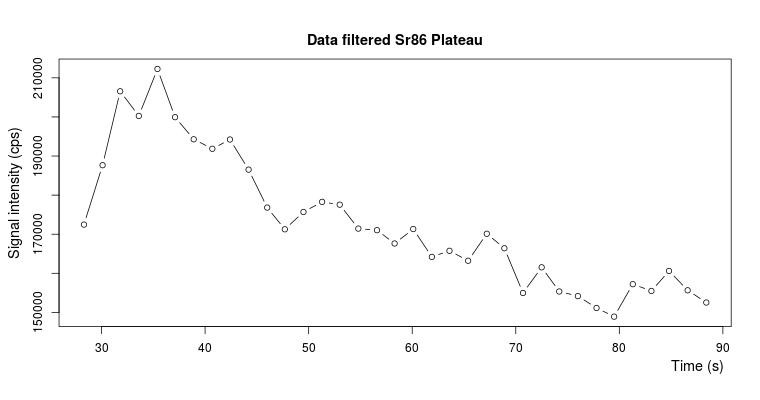 Data filtered Sr86 Plateau
Signal intensity (cps)
210000
190000
170000
150000
30 40 50 60 70 80 90
Time (s)